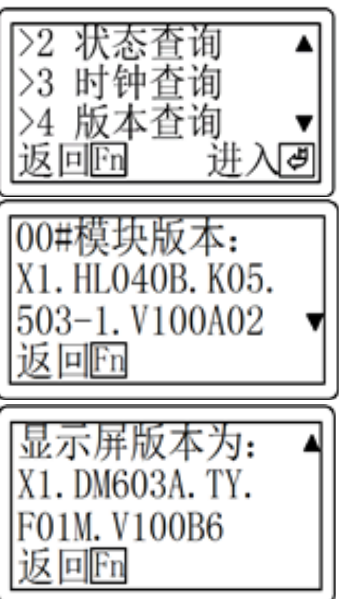 >2 状态查询 ▲
>3 时钟查询
>4 版本查询 ▼
返回Fn 进入
00#模块版本:
X1.HL040B.K05.
503-1.V100A02 ▼
返回Fn
显示屏版本为: ▲
X1.DM603A.TY.
F01M.V100B6
返回Fn